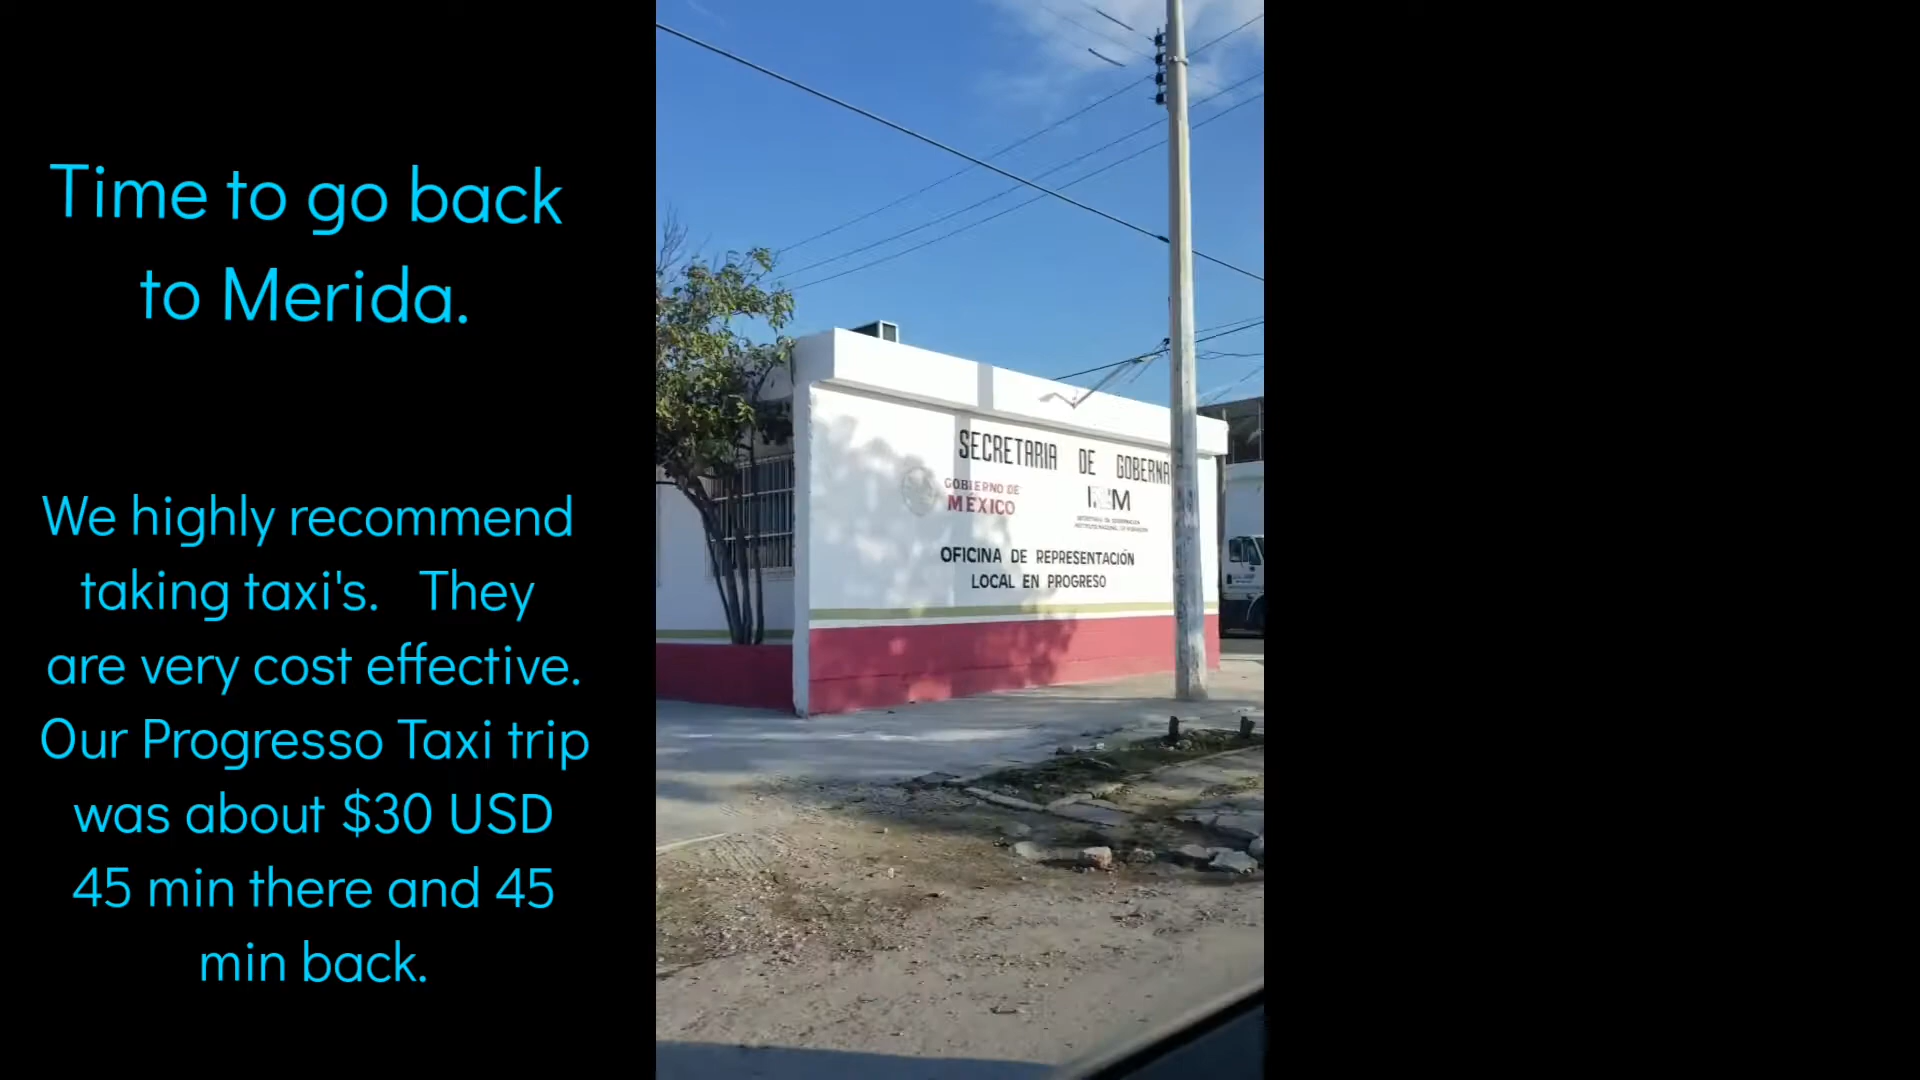 Time to go back
to Merida.
We highly recommend
taking taxi's. They
are very cost effective.
Our Progresso Taxi trip
was about $30 USD
45 min there and 45
min back.
SECRETARIA DE GOBERNA
GOBIERNO DE
MÉXICO
OFICINA DE REPRESENTACIÓN
LOCAL EN PROGRESO